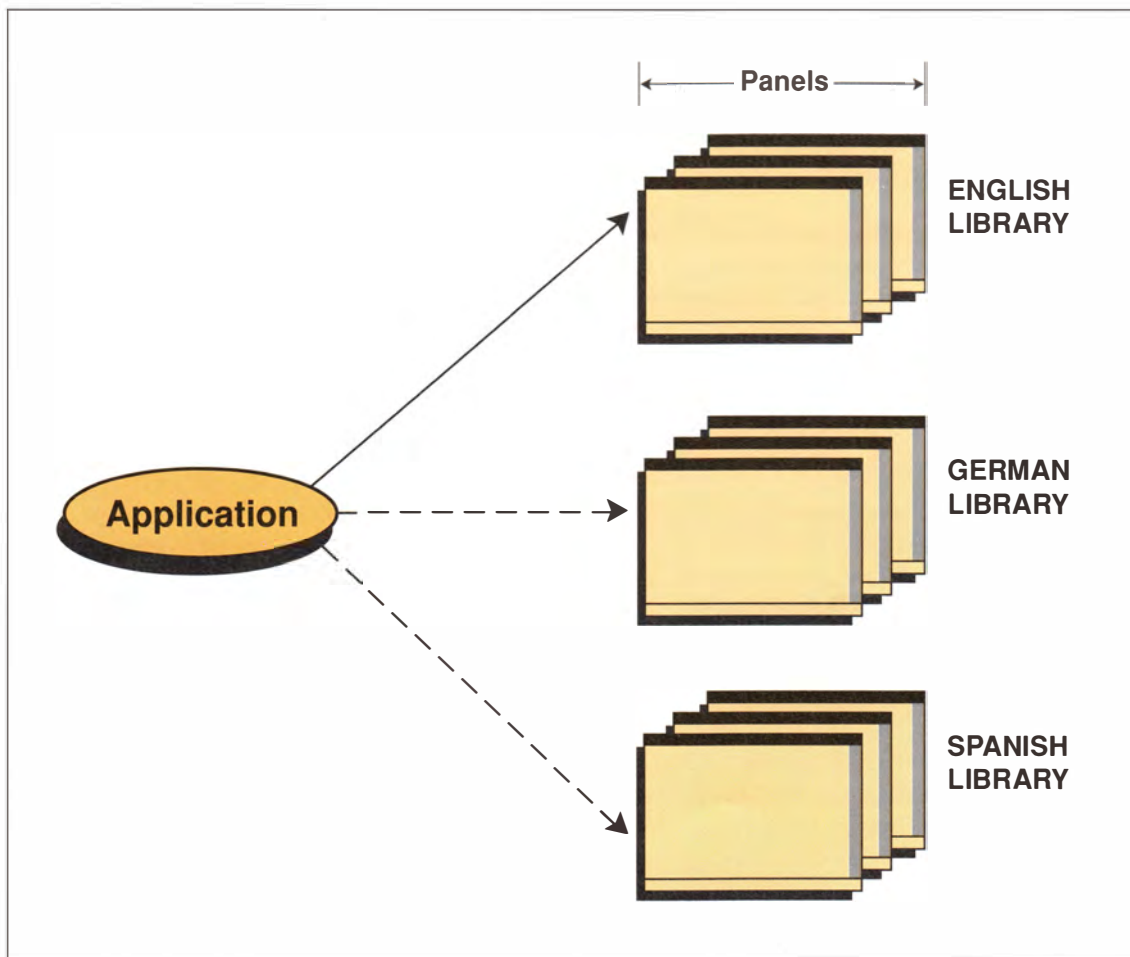 Panels
ENGLISH
LIBRARY
GERMAN
LIBRARY
Application
SPANISH
LIBRARY